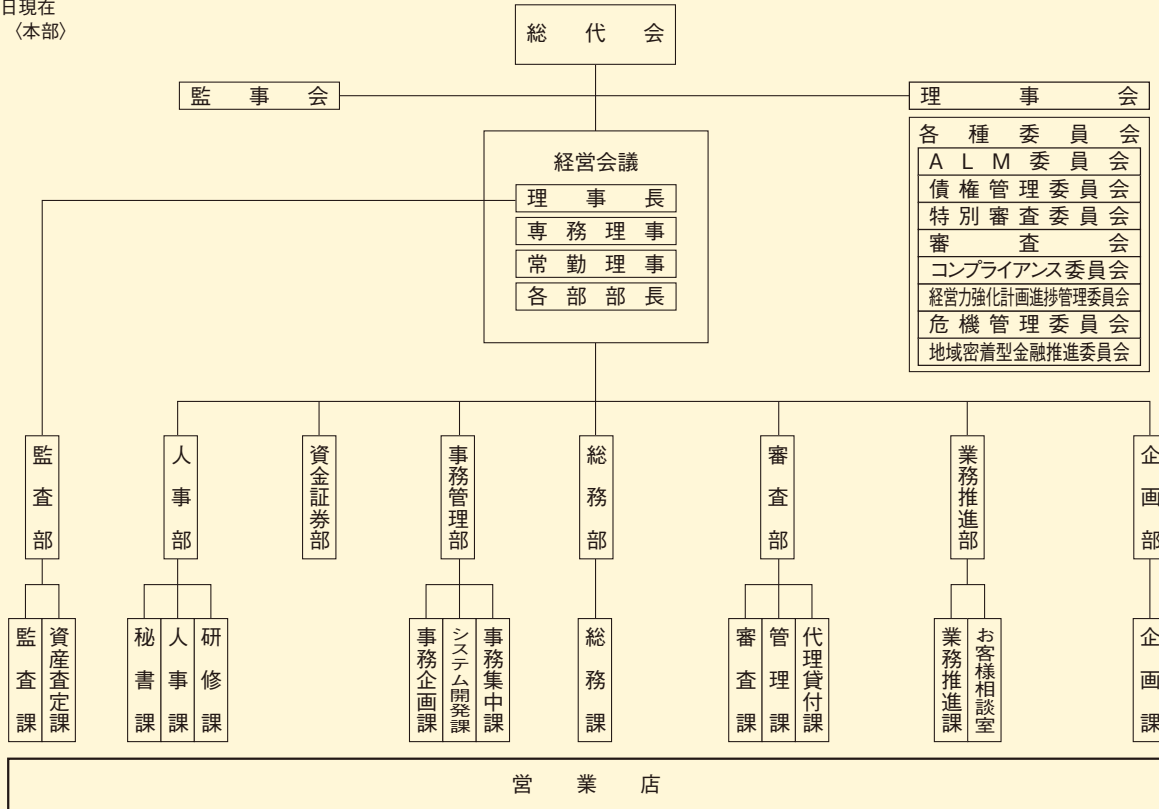 日現在
〈本部〉
総代会
監事会
理事会
各種委員会
ALM委員会
債権管理委員会
特別審査委員会
審査会
コンプライアンス委員会
経営力強化計画進捗管理委員会
危機管理委員会
地域密着型金融推進委員会
経営会議
理事長
専務理事
常勤理事
各部部長
監査部
人事部
資金証券部
事務管理部
総務部
審査部
業務推進部
企画部
監査課
資産査定課
秘書課
人事課
研修課
事務企画課
システム開発課
事務集中課
総務課
審査課
管理課
代理貸付課
業務推進課
お客様相談室
企画課
営業店